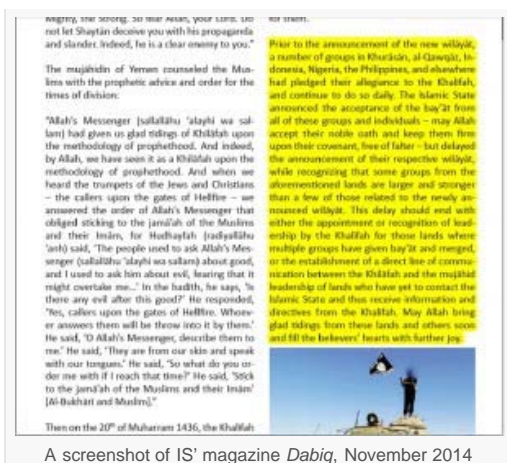 Mighty, the Strong. So fear Allah, your Lord. Do
not let Shaytān deceive you with his propaganda
and slander. Indeed, he is a clear enemy to you."
The mujāhidīn of Yemen counseled the Mus-
lims with the prophetic advice and order for the
times of division:
"Allah's Messenger (sallallāhu 'alayhi wa sal-
lam) had given us glad tidings of Khilāfah upon
the methodology of prophethood. And indeed,
by Allah, we have seen it as a Khilāfah upon the
methodology of prophethood. And when we
heard the trumpets of the Jews and Christians
– the callers upon the gates of Hellfire – we
answered the order of Allah's Messenger that
obliged sticking to the jamā'ah of the Muslims
and their Imām, for Hudhayfah (radiyallāhu
'anh) said, 'The people used to ask Allah's Mes-
senger (sallallāhu 'alayhi wa sallam) about good,
and I used to ask him about evil, fearing that it
might overtake me...' In the hadīth, he says, 'Is
there any evil after this good?' He responded,
'Yes, callers upon the gates of Hellfire. Whoev-
er answers them will be throw into it by them.'
He said, 'O Allah's Messenger, describe them to
me.' He said, 'They are from our skin and speak
with our tongues.' He said, 'So what do you or-
der me with if I reach that time?' He said, 'Stick
to the jamā'ah of the Muslims and their Imām'
[Al-Bukhārī and Muslim]."
Then on the 20th of Muharram 1436, the Khalīfah
for them.
Prior to the announcement of the new wilāyāt,
a number of groups in Khurāsān, al-Qawqāz, In-
donesia, Nigeria, the Philippines, and elsewhere
had pledged their allegiance to the Khalīfah,
and continue to do so daily. The Islamic State
announced the acceptance of the bay'āt from
all of these groups and individuals – may Allah
accept their noble oath and keep them firm
upon their covenant, free of falter – but delayed
the announcement of their respective wilāyāt,
while recognizing that some groups from the
aforementioned lands are larger and stronger
than a few of those related to the newly an-
nounced wilāyāt. This delay should end with
either the appointment or recognition of lead-
ership by the Khalīfah for those lands where
multiple groups have given bay'āt and merged,
or the establishment of a direct line of commu-
nication between the Khilāfah and the mujāhid
leadership of lands who have yet to contact the
Islamic State and thus receive information and
directives from the Khalīfah. May Allah bring
glad tidings from these lands and others soon
and fill the believers' hearts with further joy.
A screenshot of IS' magazine Dabiq, November 2014